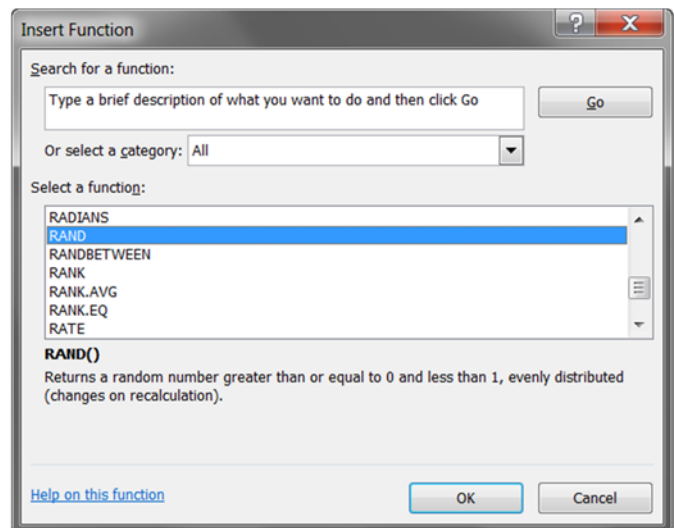 Insert Function
Search for a function:
Type a brief description of what you want to do and then click Go
Go
Or select a category: All
Select a function:
RADIANS
RAND
RANDBETWEEN
RANK
RANK.AVG
RANK.EQ
RATE
RAND()
Returns a random number greater than or equal to 0 and less than 1, evenly distributed
(changes on recalculation).
Help on this function
OK
Cancel